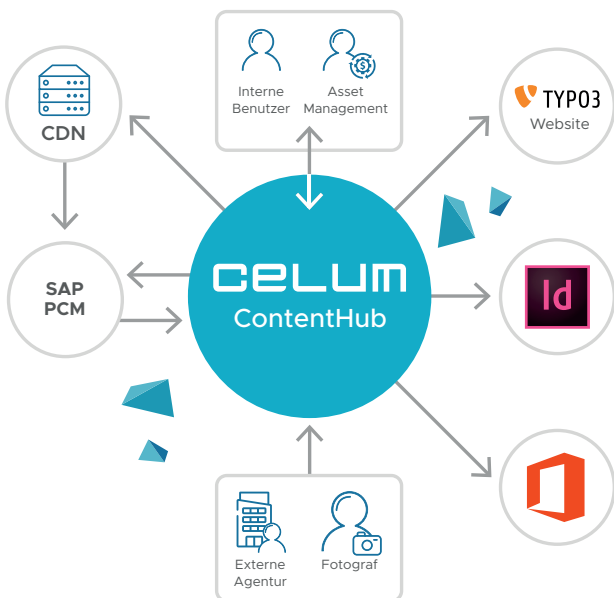 Interne
Benutzer
Asset
Management
CDN
TYPO3
Website
SAP
PCM
CELUM
ContentHub
Id
Externe
Agentur
Fotograf